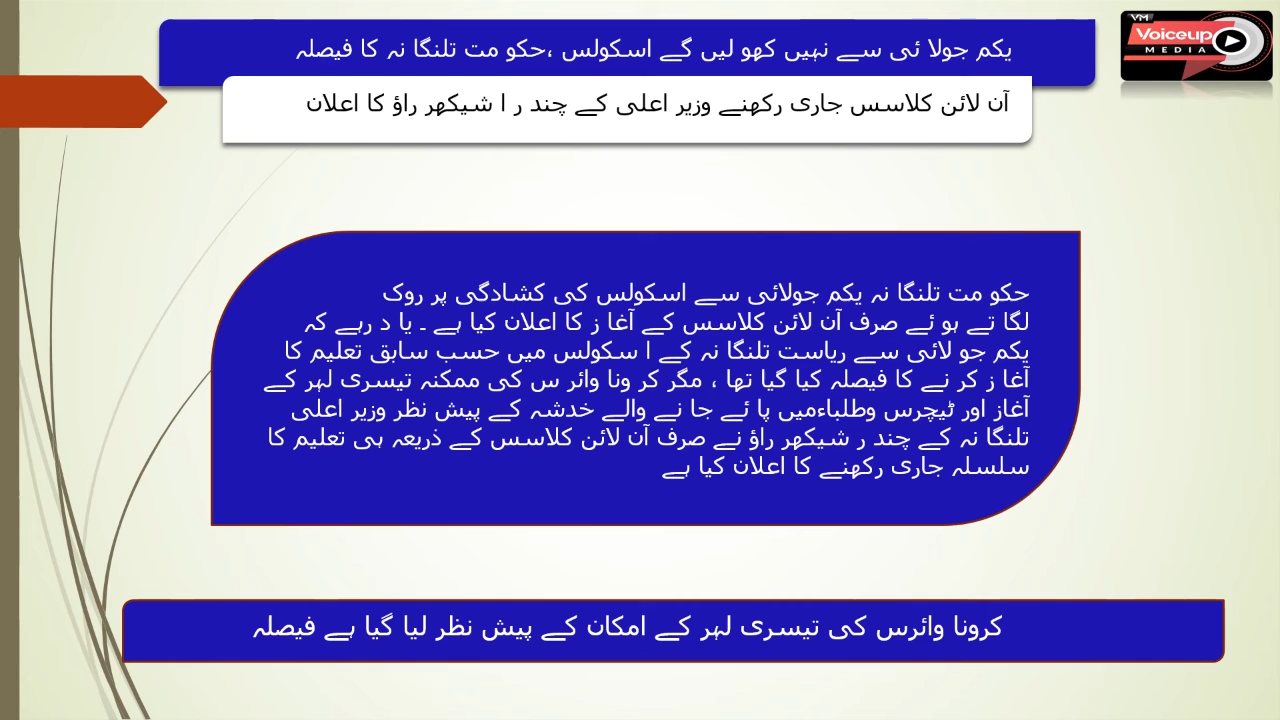 یکم جولا ئی سے نہیں کھو لیں گے اسکولس ،حکو مت تلنگا نہ کا فیصلہ
VM
Voiceup
MEDIA
آن لائن کلاسس جاری رکھنے وزیر اعلی کے چند ر ا شیکھر راؤ کا اعلان
حکو مت تلنگا نہ یکم جولائی سے اسکولس کی کشادگی پر روک
لگا تے ہو ئے صرف آن لائن کلاسس کے آغا ز کا اعلان کیا ہے ۔ یا د رہے کہ
یکم جو لائی سے ریاست تلنگا نہ کے ا سکولس میں حسب سابق تعلیم کا
آغا ز کر نے کا فیصلہ کیا گیا تھا ، مگر کر ونا وائر س کی ممکنہ تیسری لہر کے
آغاز اور ٹیچرس وطلباءمیں پا ئے جا نے والے خدشہ کے پیش نظر وزیر اعلی
تلنگا نہ کے چند ر شیکھر راؤ نے صرف آن لائن کلاسس کے ذریعہ ہی تعلیم کا
سلسلہ جاری رکھنے کا اعلان کیا ہے
کرونا وائرس کی تیسری لہر کے امکان کے پیش نظر لیا گیا ہے فیصلہ